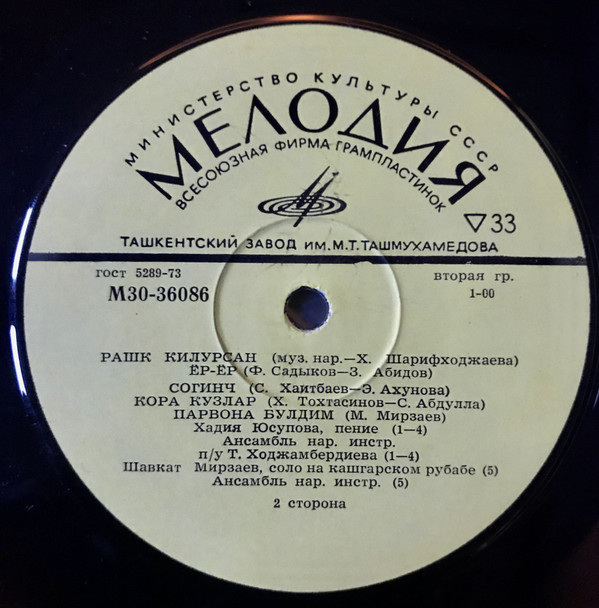 МИНИСТЕРСТВО КУЛЬТУРЫ СССР
МЕЛОДИЯ
ВСЕСОЮЗНАЯ ФИРМА ГРАМПЛАСТИНОК
33
ТАШКЕНТСКИЙ ЗАВОД ИМ. М.Т. ТАШМУХАМЕДОВА
гост 5289-73
вторая гр.
М30-36086
1-00
РАШК КИЛУРСАН (муз. нар.—Х. Шарифходжаева)
ЁР-ЁР (Ф. Садыков—З. Абидов)
СОГИНЧ (С. Хаитбаев—Э. Ахунова)
КОРА КУЗЛАР (Х. Тохтасинов—С. Абдулла)
ПАРВОНА БУЛДИМ (М. Мирзаев)
Хадия Юсупова, пение (1—4)
Ансамбль нар. инстр.
п/у Т. Ходжамбердиева (1—4)
Шавкат Мирзаев, соло на кашгарском рубабе (5)
Ансамбль нар. инстр. (5)
2 сторона